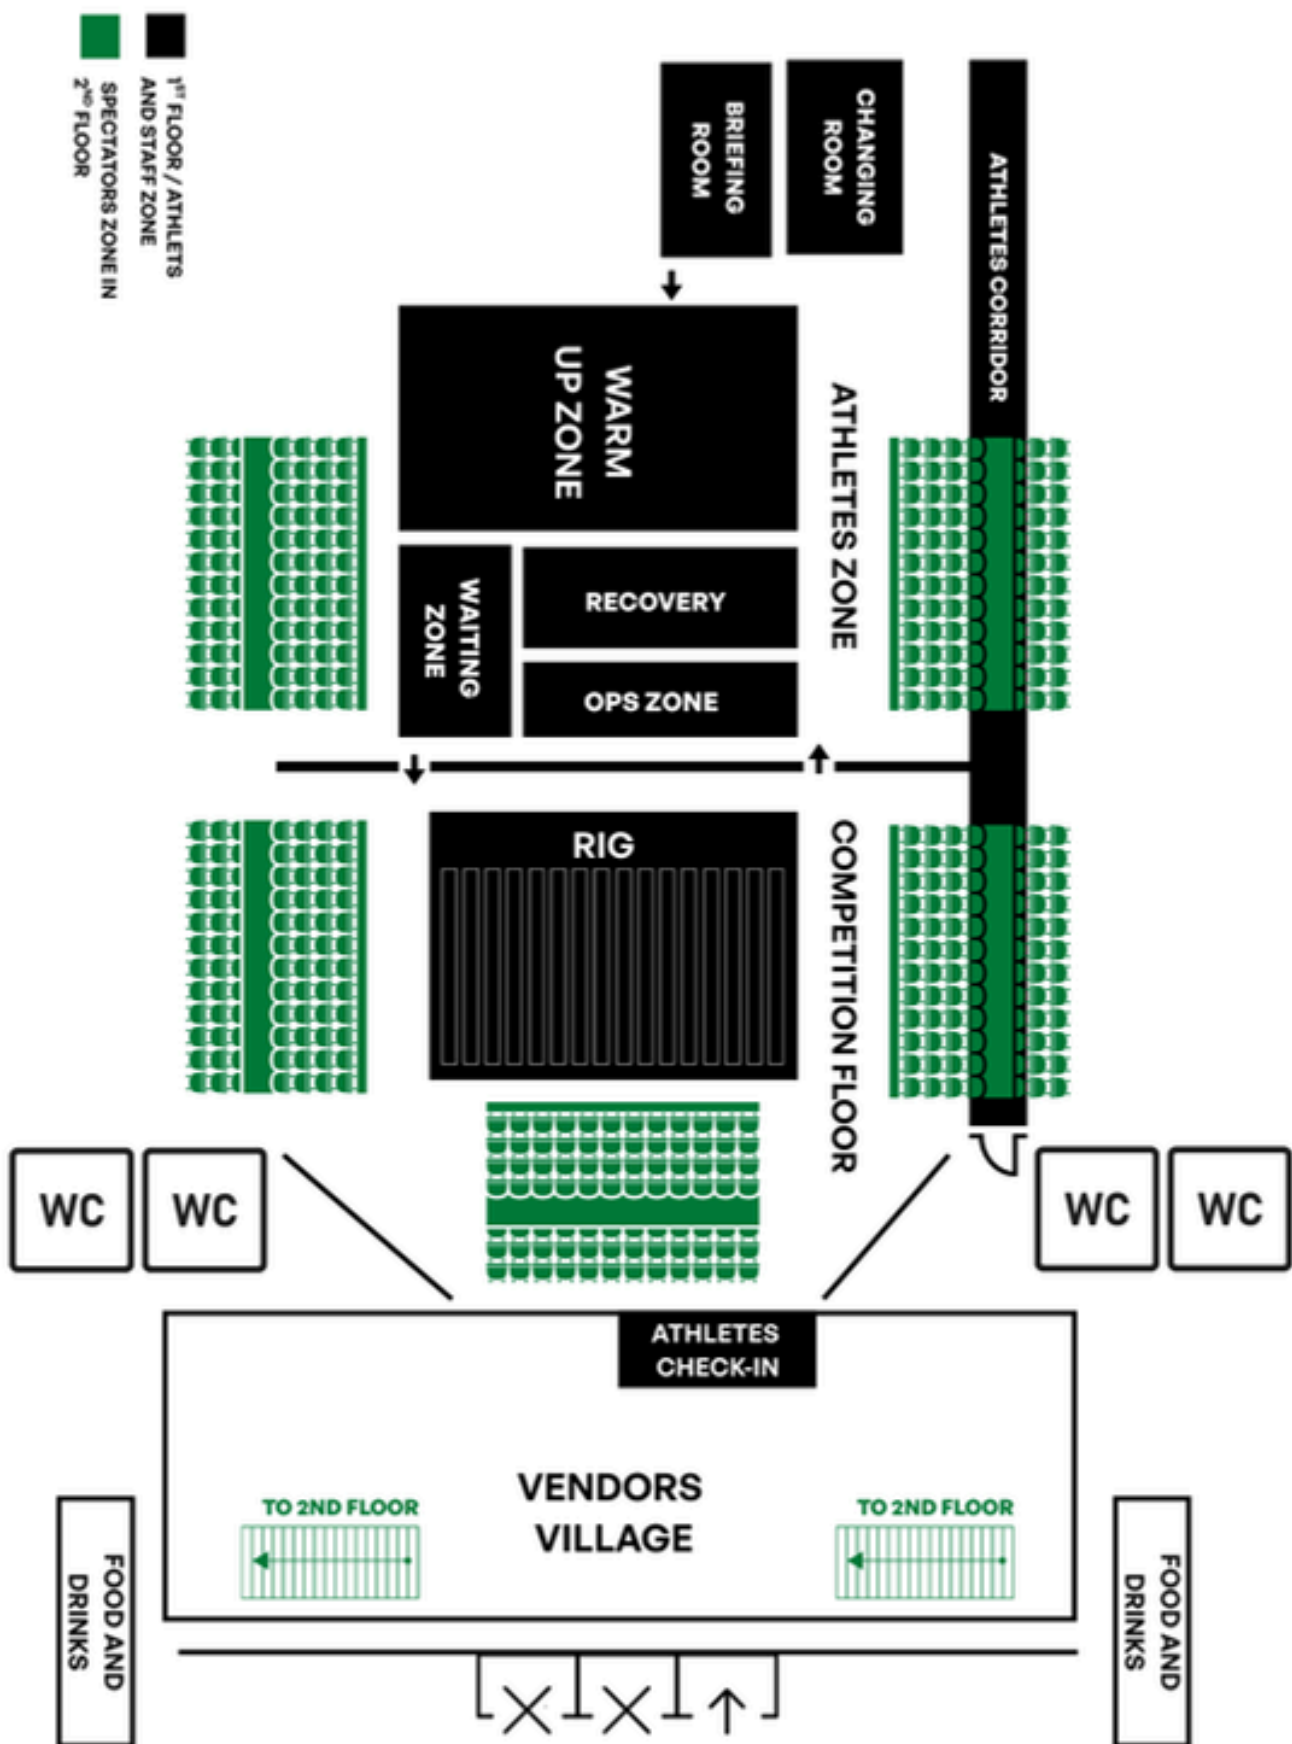 1ST FLOOR / ATHLETS
AND STAFF ZONE
SPECTATORS ZONE IN
2ND FLOOR
BRIEFING
ROOM
CHANGING
ROOM
ATHLETES CORRIDOR
WARM
UP ZONE
ATHLETES ZONE
WAITING
ZONE
RECOVERY
OPS ZONE
RIG
COMPETITION FLOOR
WC
WC
WC
WC
ATHLETES
CHECK-IN
VENDORS
VILLAGE
TO 2ND FLOOR
TO 2ND FLOOR
FOOD AND
DRINKS
FOOD AND
DRINKS